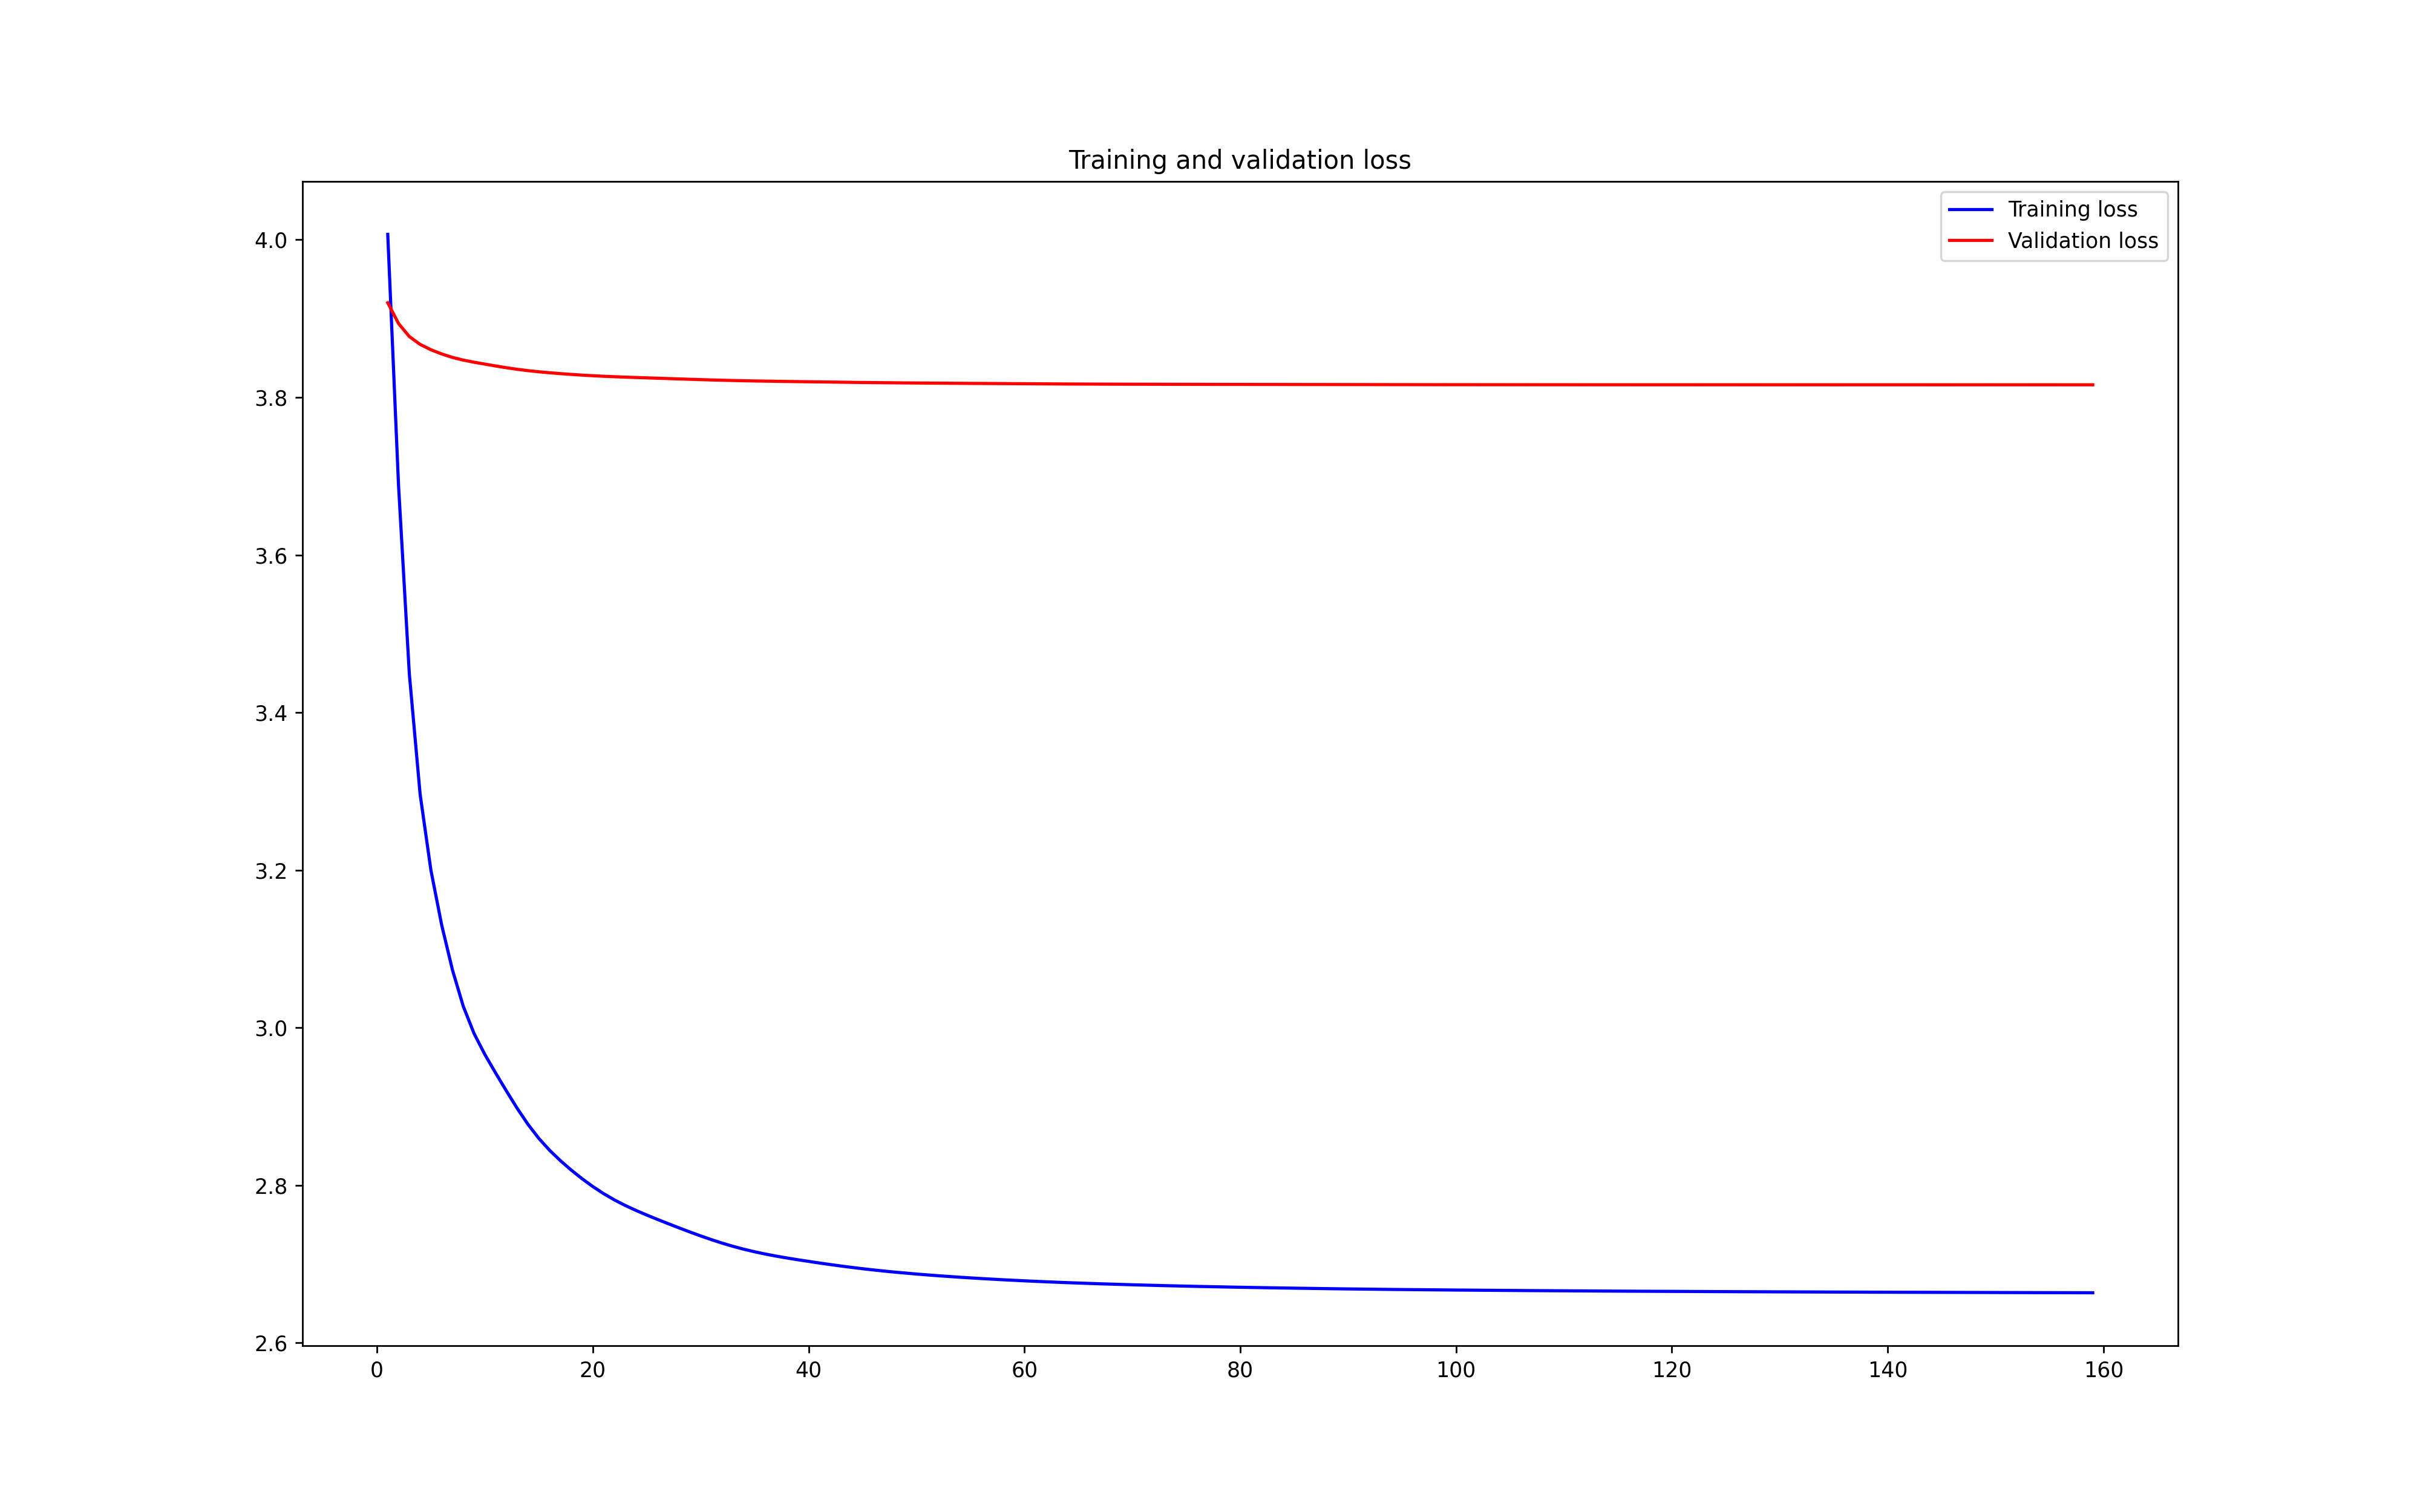 Training and validation loss
Training loss
Validation loss
4.0
3.8
3.6
3.4
3.2
3.0
2.8
2.6
0 20 40 60 80 100 120 140 160